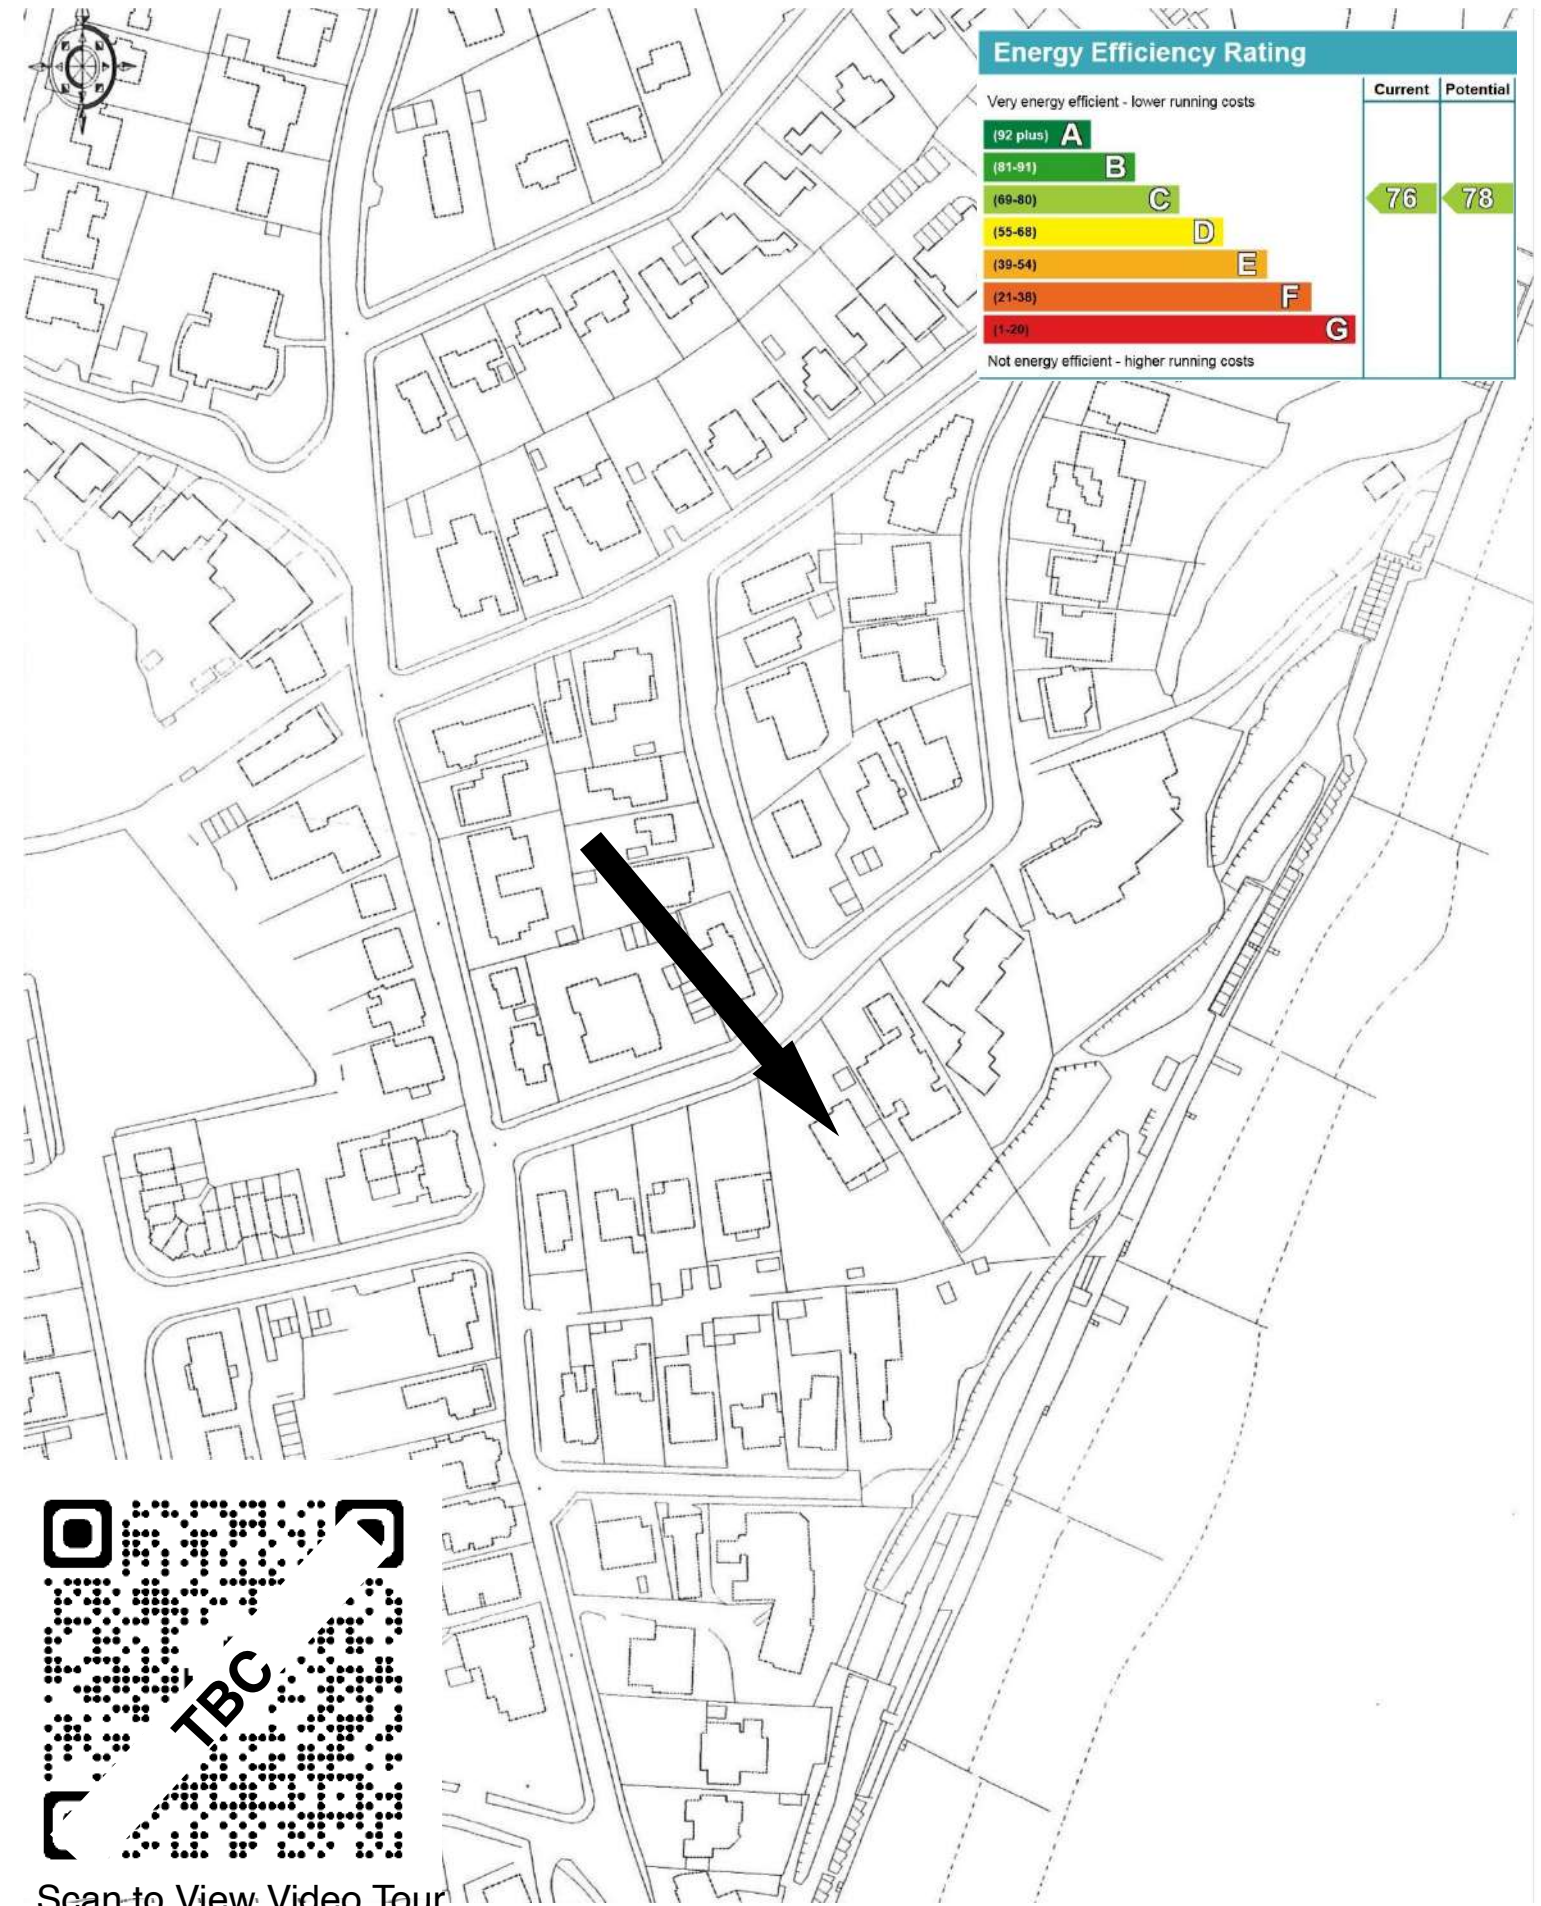 Energy Efficiency Rating
Current Potential
Very energy efficient - lower running costs
(92 plus) A
(81-91) B
(69-80) C 76 78
(55-68) D
(39-54) E
(21-38) F
(1-20) G
Not energy efficient - higher running costs
TBC
Scan to View Video Tour